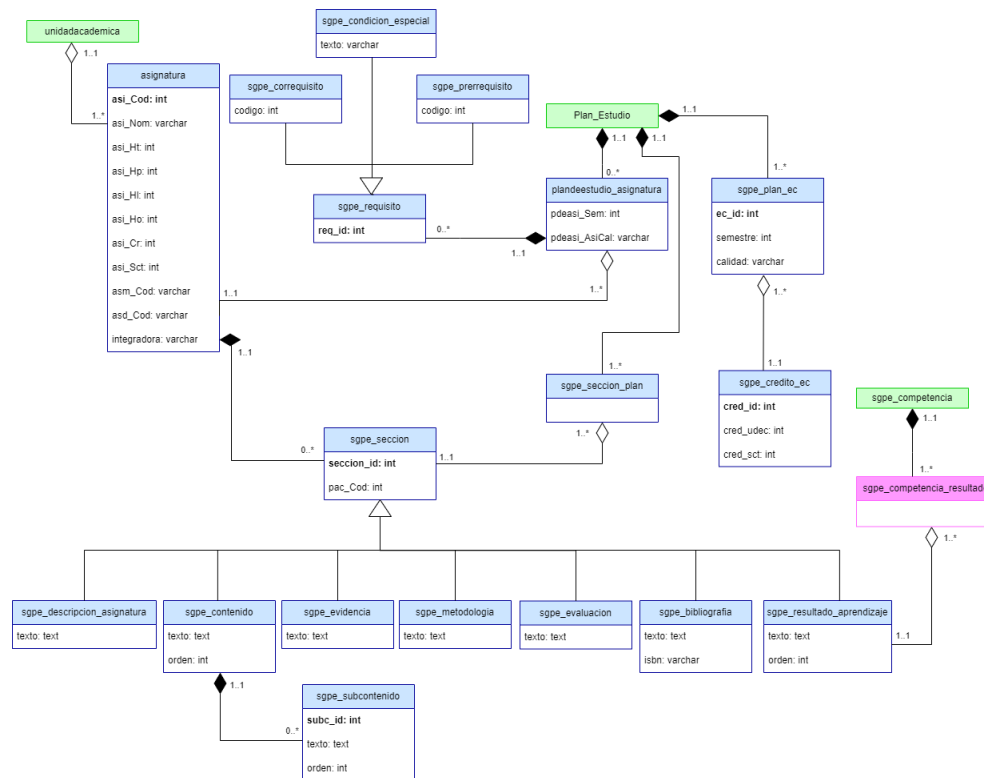 sgpe_condicion_especial
texto: varchar
unidadacademica
1..1
1..*
asignatura
asi_Cod: int
asi_Nom: varchar
asi_Ht: int
asi_Hp: int
asi_Hl: int
asi_Ho: int
asi_Cr: int
asi_Sct: int
asm_Cod: varchar
asd_Cod: varchar
integradora: varchar
sgpe_correquisito
codigo: int
sgpe_prerrequisito
codigo: int
Plan_Estudio
1..1
1..1
1..1
0..*
1..*
sgpe_requisito
req_id: int
0..*
1..1
plandeestudio_asignatura
pdeasi_Sem: int
pdeasi_AsiCal: varchar
sgpe_plan_ec
ec_id: int
semestre: int
calidad: varchar
1..1
1..*
1..*
1..1
1..*
1..1
sgpe_seccion_plan
1..*
sgpe_credito_ec
cred_id: int
cred_udec: int
cred_sct: int
sgpe_competencia
1..1
1..*
sgpe_competencia_resultado
1..*
0..*
1..1
sgpe_seccion
seccion_id: int
pac_Cod: int
sgpe_descripcion_asignatura
texto: text
sgpe_contenido
texto: text
orden: int
sgpe_evidencia
texto: text
sgpe_metodologia
texto: text
sgpe_evaluacion
texto: text
sgpe_bibliografia
texto: text
isbn: varchar
sgpe_resultado_aprendizaje
texto: text
orden: int
1..1
1..1
0..*
sgpe_subcontenido
subc_id: int
texto: text
orden: int